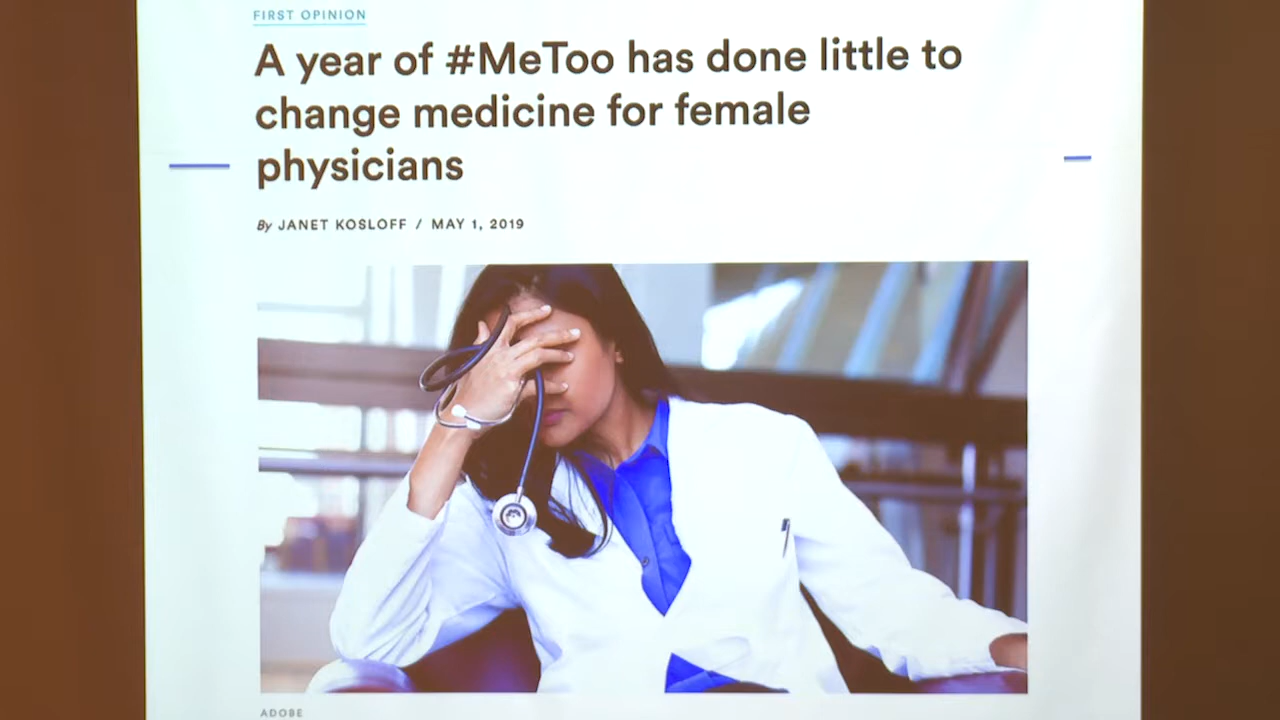 FIRST OPINION
A year of #MeToo has done little to
change medicine for female
physicians
By JANET KOSLOFF / MAY 1, 2019
ADOBE